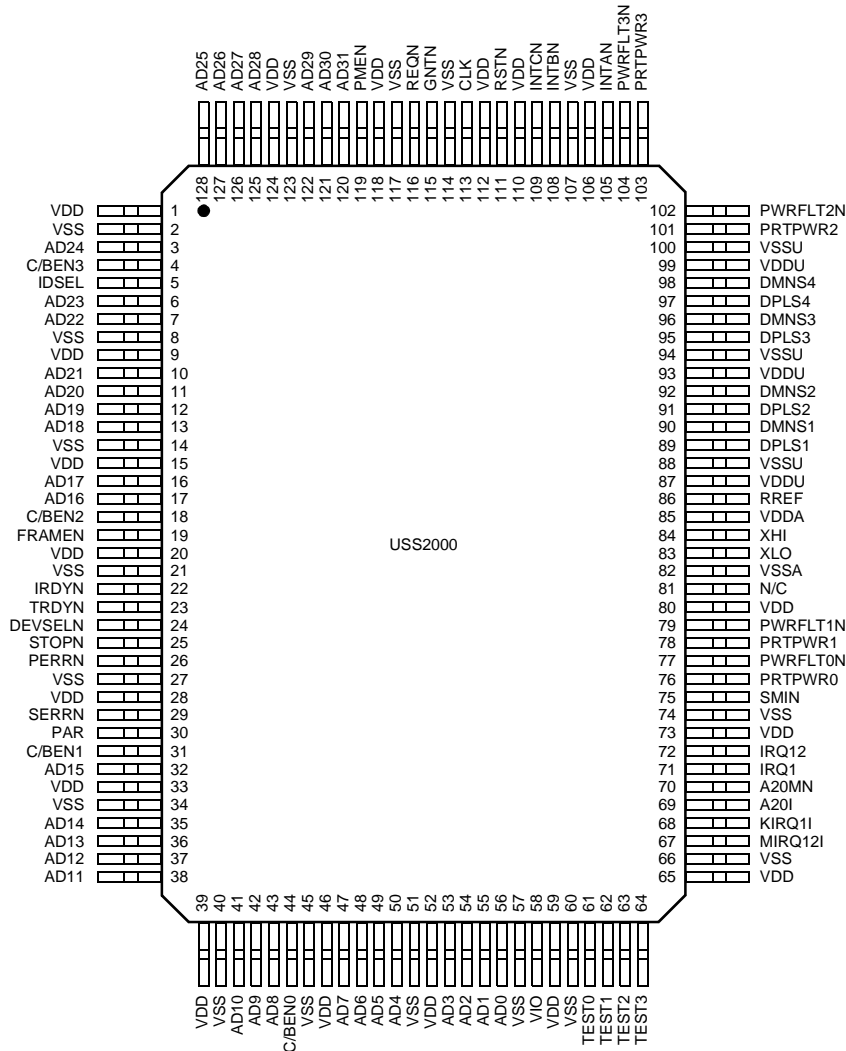 AD25 AD26 AD27 AD28 VDD VSS AD29 AD30 AD31 PMEN VDD VSS REQN GNTN VSS CLK VDD RSTN VDD INTCN INTBN VSS VDD INTAN PWRFLT3N PRTPWR3
128 127 126 125 124 123 122 121 120 119 118 117 116 115 114 113 112 111 110 109 108 107 106 105 104 103
VDD 1
VSS 2
AD24 3
C/BEN3 4
IDSEL 5
AD23 6
AD22 7
VSS 8
VDD 9
AD21 10
AD20 11
AD19 12
AD18 13
VSS 14
VDD 15
AD17 16
AD16 17
C/BEN2 18
FRAMEN 19
VDD 20
VSS 21
IRDYN 22
TRDYN 23
DEVSELN 24
STOPN 25
PERRN 26
VSS 27
VDD 28
SERRN 29
PAR 30
C/BEN1 31
AD15 32
VDD 33
VSS 34
AD14 35
AD13 36
AD12 37
AD11 38
USS2000
102 PWRFLT2N
101 PRTPWR2
100 VSSU
99 VDDU
98 DMNS4
97 DPLS4
96 DMNS3
95 DPLS3
94 VSSU
93 VDDU
92 DMNS2
91 DPLS2
90 DMNS1
89 DPLS1
88 VSSU
87 VDDU
86 RREF
85 VDDA
84 XHI
83 XLO
82 VSSA
81 N/C
80 VDD
79 PWRFLT1N
78 PRTPWR1
77 PWRFLT0N
76 PRTPWR0
75 SMIN
74 VSS
73 VDD
72 IRQ12
71 IRQ1
70 A20MN
69 A20I
68 KIRQ1I
67 MIRQ12I
66 VSS
65 VDD
39 40 41 42 43 44 45 46 47 48 49 50 51 52 53 54 55 56 57 58 59 60 61 62 63 64
VDD VSS AD10 AD9 AD8 C/BEN0 VSS VDD AD7 AD6 AD5 AD4 VSS VDD AD3 AD2 AD1 AD0 VSS VIO VDD VSS TEST0 TEST1 TEST2 TEST3